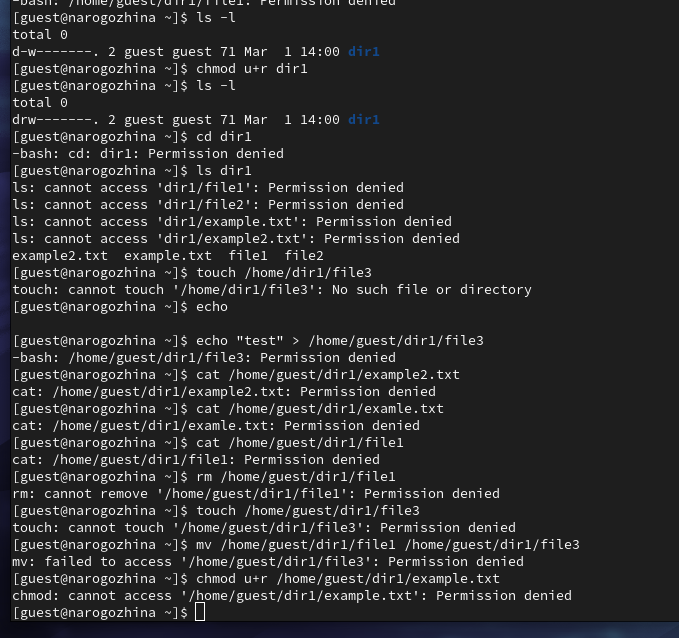 -bash: /home/guest/dir1/file1: Permission denied
[guest@narogozhina ~]$ ls -l
total 0
d-w-------. 2 guest guest 71 Mar  1 14:00 dir1
[guest@narogozhina ~]$ chmod u+r dir1
[guest@narogozhina ~]$ ls -l
total 0
drw-------. 2 guest guest 71 Mar  1 14:00 dir1
[guest@narogozhina ~]$ cd dir1
-bash: cd: dir1: Permission denied
[guest@narogozhina ~]$ ls dir1
ls: cannot access 'dir1/file1': Permission denied
ls: cannot access 'dir1/file2': Permission denied
ls: cannot access 'dir1/example.txt': Permission denied
ls: cannot access 'dir1/example2.txt': Permission denied
example2.txt  example.txt  file1  file2
[guest@narogozhina ~]$ touch /home/dir1/file3
touch: cannot touch '/home/dir1/file3': No such file or directory
[guest@narogozhina ~]$ echo

[guest@narogozhina ~]$ echo "test" > /home/guest/dir1/file3
-bash: /home/guest/dir1/file3: Permission denied
[guest@narogozhina ~]$ cat /home/guest/dir1/example2.txt
cat: /home/guest/dir1/example2.txt: Permission denied
[guest@narogozhina ~]$ cat /home/guest/dir1/examle.txt
cat: /home/guest/dir1/examle.txt: Permission denied
[guest@narogozhina ~]$ cat /home/guest/dir1/file1
cat: /home/guest/dir1/file1: Permission denied
[guest@narogozhina ~]$ rm /home/guest/dir1/file1
rm: cannot remove '/home/guest/dir1/file1': Permission denied
[guest@narogozhina ~]$ touch /home/guest/dir1/file3
touch: cannot touch '/home/guest/dir1/file3': Permission denied
[guest@narogozhina ~]$ mv /home/guest/dir1/file1 /home/guest/dir1/file3
mv: failed to access '/home/guest/dir1/file3': Permission denied
[guest@narogozhina ~]$ chmod u+r /home/guest/dir1/example.txt
chmod: cannot access '/home/guest/dir1/example.txt': Permission denied
[guest@narogozhina ~]$